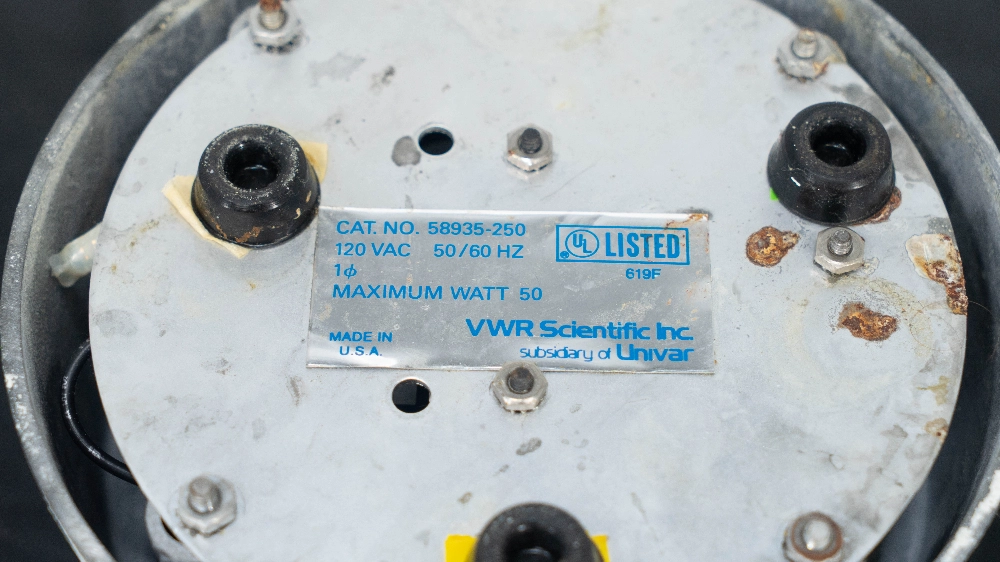 CAT. NO. 58935-250
120 VAC 50/60 HZ
1ϕ
MAXIMUM WATT 50
UL ® LISTED
619F
MADE IN
U.S.A.
VWR Scientific Inc.
subsidiary of Univar